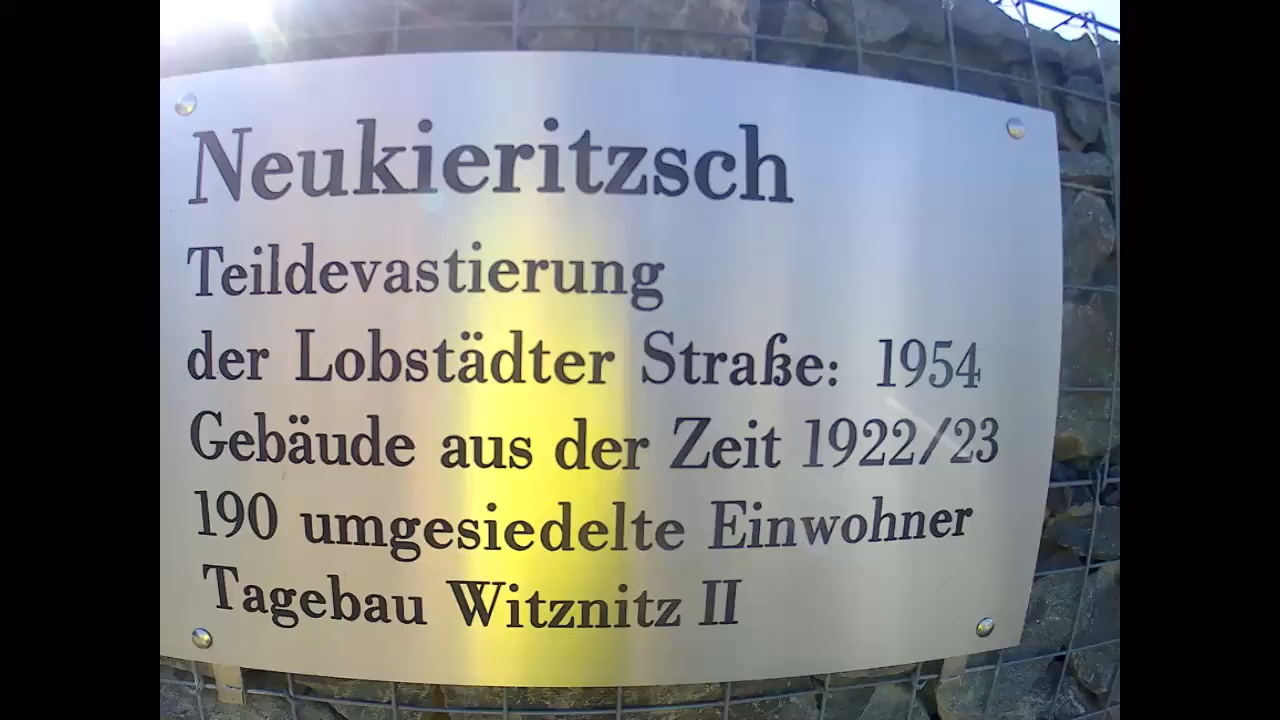 Neukieritzsch
Teildevastierung
der Lobstädter Straße: 1954
Gebäude aus der Zeit 1922/23
190 umgesiedelte Einwohner
Tagebau Witznitz II